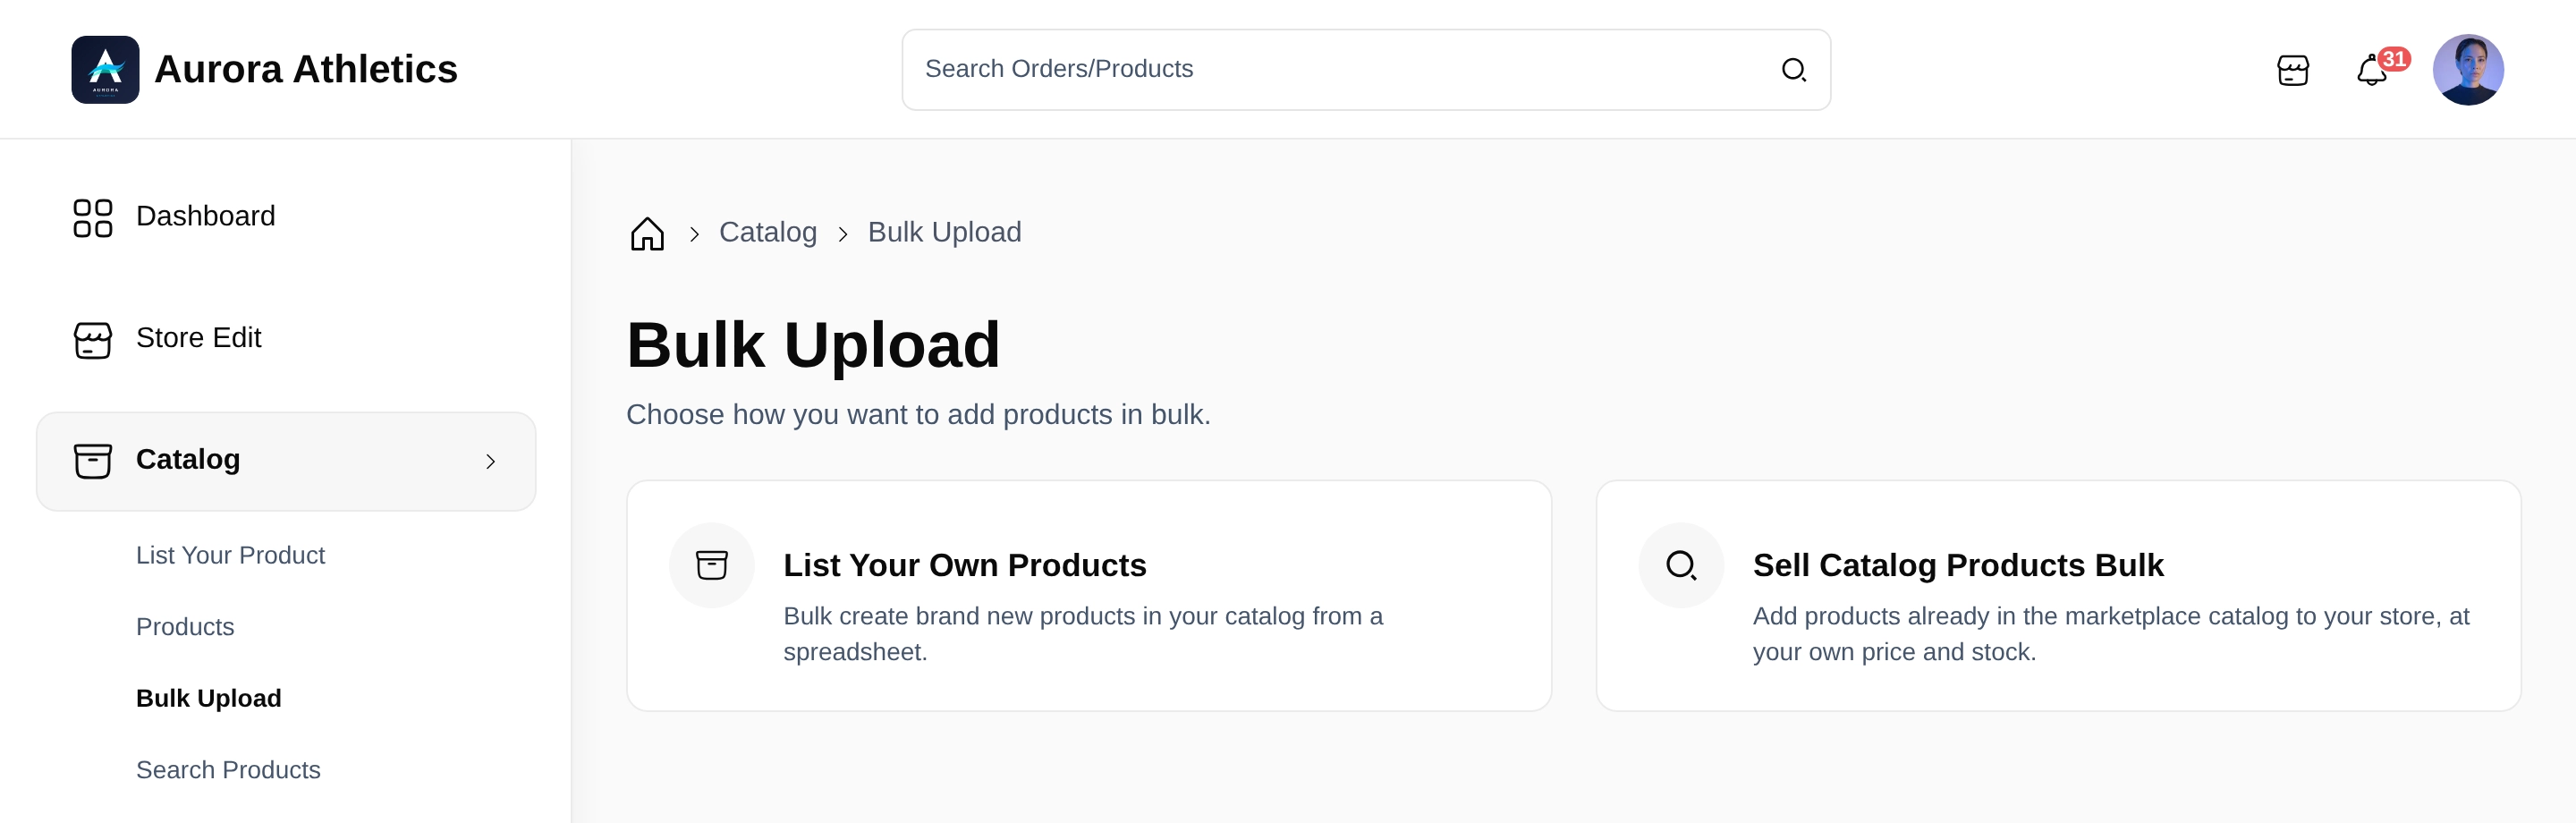 AURORA
Aurora Athletics
Search Orders/Products
31
Dashboard
Store Edit
Catalog
List Your Product
Products
Bulk Upload
Search Products
Catalog
Bulk Upload
Bulk Upload
Choose how you want to add products in bulk.
List Your Own Products
Bulk create brand new products in your catalog from a
spreadsheet.
Sell Catalog Products Bulk
Add products already in the marketplace catalog to your store, at
your own price and stock.